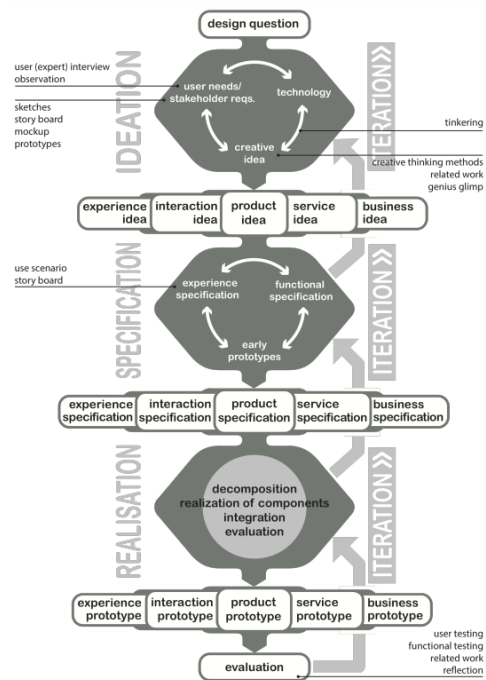 design question
IDEATION
ITERATION
user (expert) interview
observation
sketches
story board
mockup
prototypes
user needs/
stakeholder reqs.
technology
creative
idea
tinkering
creative thinking methods
related work
genius glimp
experience
idea
interaction
idea
product
idea
service
idea
business
idea
SPECIFICATION
ITERATION
use scenario
story board
experience
specification
functional
specification
early
prototypes
experience
specification
interaction
specification
product
specification
service
specification
business
specification
REALISATION
ITERATION
decomposition
realization of components
integration
evaluation
experience
prototype
interaction
prototype
product
prototype
service
prototype
business
prototype
evaluation
user testing
functional testing
related work
reflection